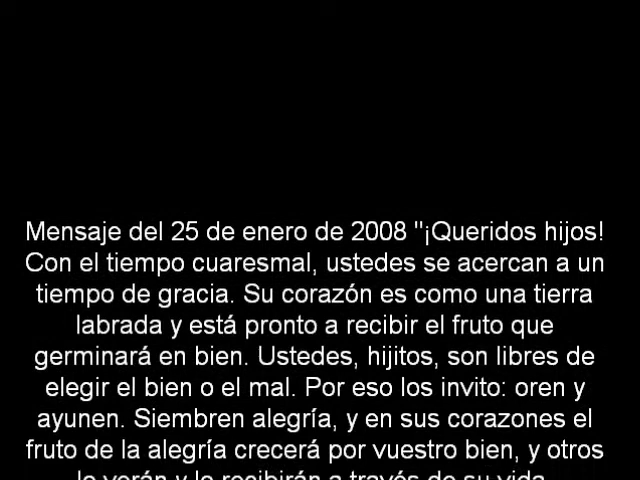 Mensaje del 25 de enero de 2008 "¡Queridos hijos!
Con el tiempo cuaresmal, ustedes se acercan a un
tiempo de gracia. Su corazón es como una tierra
labrada y está pronto a recibir el fruto que
germinará en bien. Ustedes, hijitos, son libres de
elegir el bien o el mal. Por eso los invito: oren y
ayunen. Siembren alegría, y en sus corazones el
fruto de la alegría crecerá por vuestro bien, y otros
lo verán y lo recibirán a través de su vida.